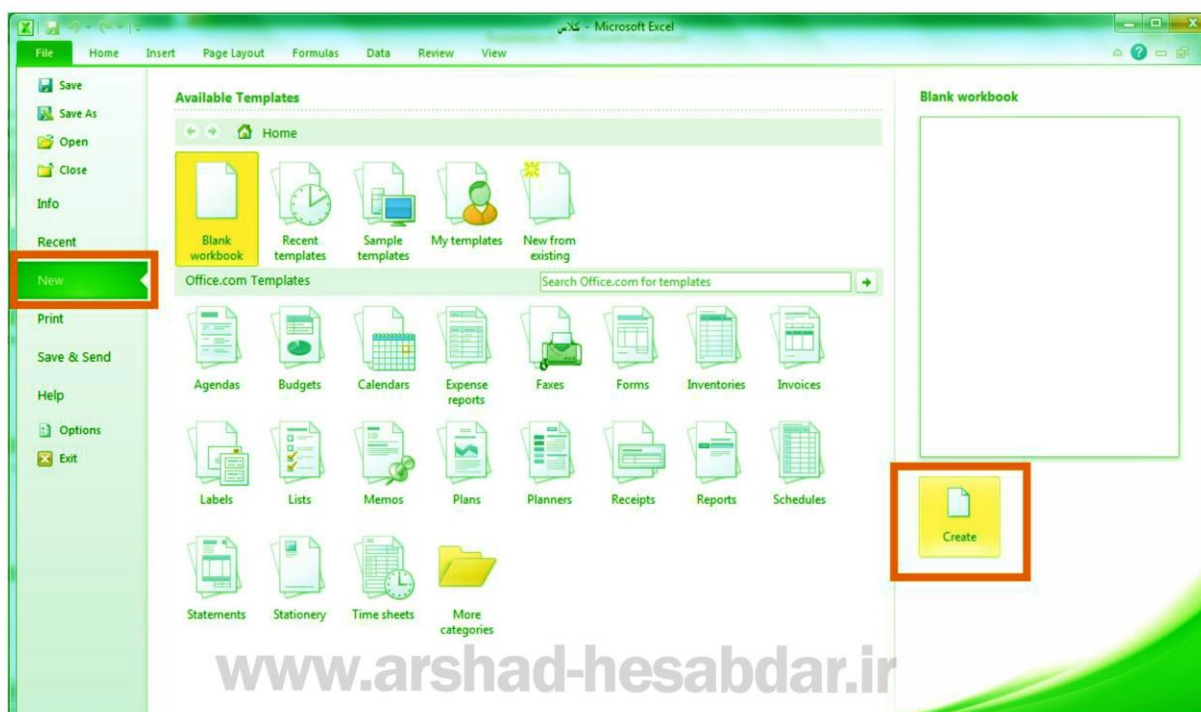 کلاس - Microsoft Excel
File Home Insert Page Layout Formulas Data Review View
Save
Save As
Open
Close
Info
Recent
New
Print
Save & Send
Help
Options
Exit
Available Templates
Home
Blank workbook
Recent templates
Sample templates
My templates
New from existing
Office.com Templates
Search Office.com for templates
Agendas
Budgets
Calendars
Expense reports
Faxes
Forms
Inventories
Invoices
Labels
Lists
Memos
Plans
Planners
Receipts
Reports
Schedules
Statements
Stationery
Time sheets
More categories
Blank workbook
Create
www.arshad-hesabdar.ir